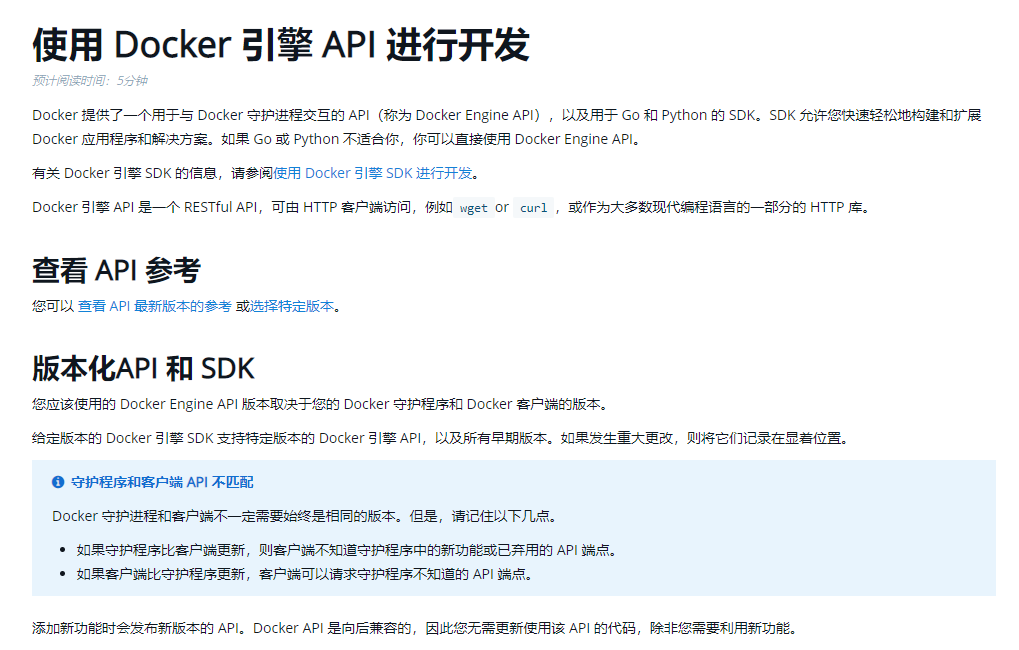 使用 Docker 引擎 API 进行开发
预计阅读时间：5分钟
Docker 提供了一个用于与 Docker 守护进程交互的 API（称为 Docker Engine API），以及用于 Go 和 Python 的 SDK。SDK 允许您快速轻松地构建和扩展
Docker 应用程序和解决方案。如果 Go 或 Python 不适合你，你可以直接使用 Docker Engine API。
有关 Docker 引擎 SDK 的信息，请参阅使用 Docker 引擎 SDK 进行开发。
Docker 引擎 API 是一个 RESTful API，可由 HTTP 客户端访问，例如 wget or curl ，或作为大多数现代编程语言的一部分的 HTTP 库。
查看 API 参考
您可以 查看 API 最新版本的参考 或选择特定版本。
版本化API 和 SDK
您应该使用的 Docker Engine API 版本取决于您的 Docker 守护程序和 Docker 客户端的版本。
给定版本的 Docker 引擎 SDK 支持特定版本的 Docker 引擎 API，以及所有早期版本。如果发生重大更改，则将它们记录在显着位置。
守护程序和客户端 API 不匹配
Docker 守护进程和客户端不一定需要始终是相同的版本。但是，请记住以下几点。
• 如果守护程序比客户端更新，则客户端不知道守护程序中的新功能或已弃用的 API 端点。
• 如果客户端比守护程序更新，客户端可以请求守护程序不知道的 API 端点。
添加新功能时会发布新版本的 API。Docker API 是向后兼容的，因此您无需更新使用该 API 的代码，除非您需要利用新功能。